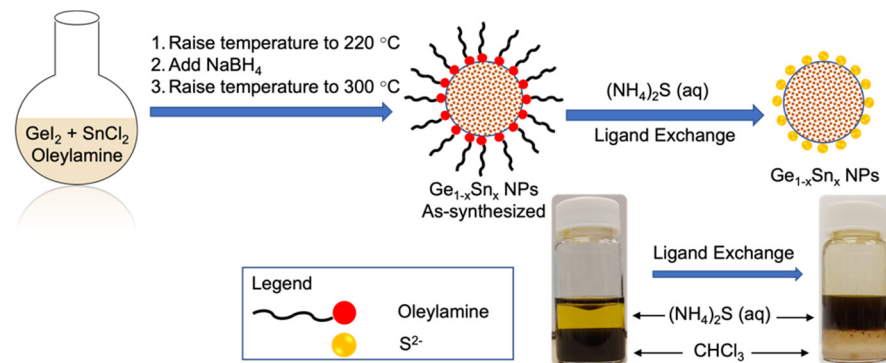 1. Raise temperature to 220 °C
2. Add NaBH₄
3. Raise temperature to 300 °C
GeI₂ + SnCl₂
Oleylamine
(NH₄)₂S (aq)
Ligand Exchange
Ge₁₋ₓSnₓ NPs
As-synthesized
Ge₁₋ₓSnₓ NPs
Legend
Oleylamine
S²⁻
Ligand Exchange
(NH₄)₂S (aq)
CHCl₃